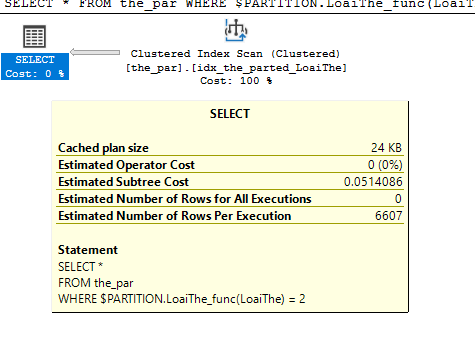 SELECT * FROM the_par WHERE $PARTITION.LoaiThe_func(LoaiT
SELECT
Cost: 0 %
Clustered Index Scan (Clustered)
[the_par].[idx_the_parted_LoaiThe]
Cost: 100 %
SELECT
Cached plan size 24 KB
Estimated Operator Cost 0 (0%)
Estimated Subtree Cost 0.0514086
Estimated Number of Rows for All Executions 0
Estimated Number of Rows Per Execution 6607
Statement
SELECT *
FROM the_par
WHERE $PARTITION.LoaiThe_func(LoaiThe) = 2